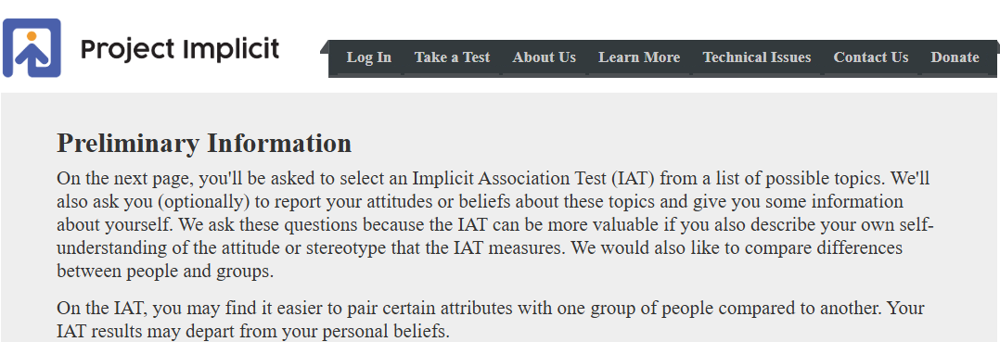 Project Implicit
Log In Take a Test About Us Learn More Technical Issues Contact Us Donate
Preliminary Information
On the next page, you'll be asked to select an Implicit Association Test (IAT) from a list of possible topics. We'll
also ask you (optionally) to report your attitudes or beliefs about these topics and give you some information
about yourself. We ask these questions because the IAT can be more valuable if you also describe your own self-
understanding of the attitude or stereotype that the IAT measures. We would also like to compare differences
between people and groups.
On the IAT, you may find it easier to pair certain attributes with one group of people compared to another. Your
IAT results may depart from your personal beliefs.